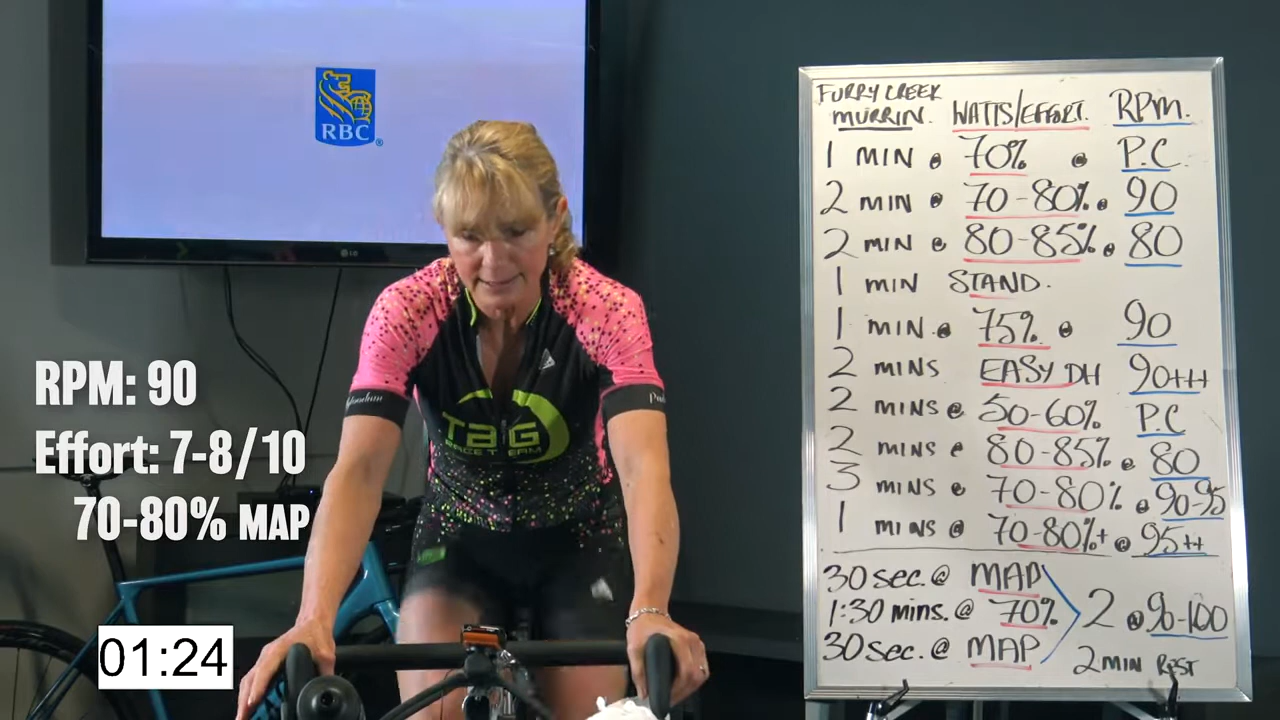 RBC
LG
RPM: 90
Effort: 7-8/10
70-80% MAP
01:24
TaG
RACE TEAM
FURRY CREEK
MURRIN. WATTS/EFFORT. RPM.
1 MIN @ 70% @ P.C.
2 MIN @ 70-80% @ 90
2 MIN @ 80-85% @ 80
1 MIN STAND.
1 MIN @ 75% @ 90
2 MINS EASY DH 90+++
2 MINS @ 50-60% P.C
2 MINS @ 80-85% @ 80
3 MINS @ 70-80% @ 90-95
1 MINS @ 70-80%+ @ 95++
30 sec. @ MAP
1:30 mins. @ 70% 2 @ 90-100
30 sec. @ MAP 2 MIN REST